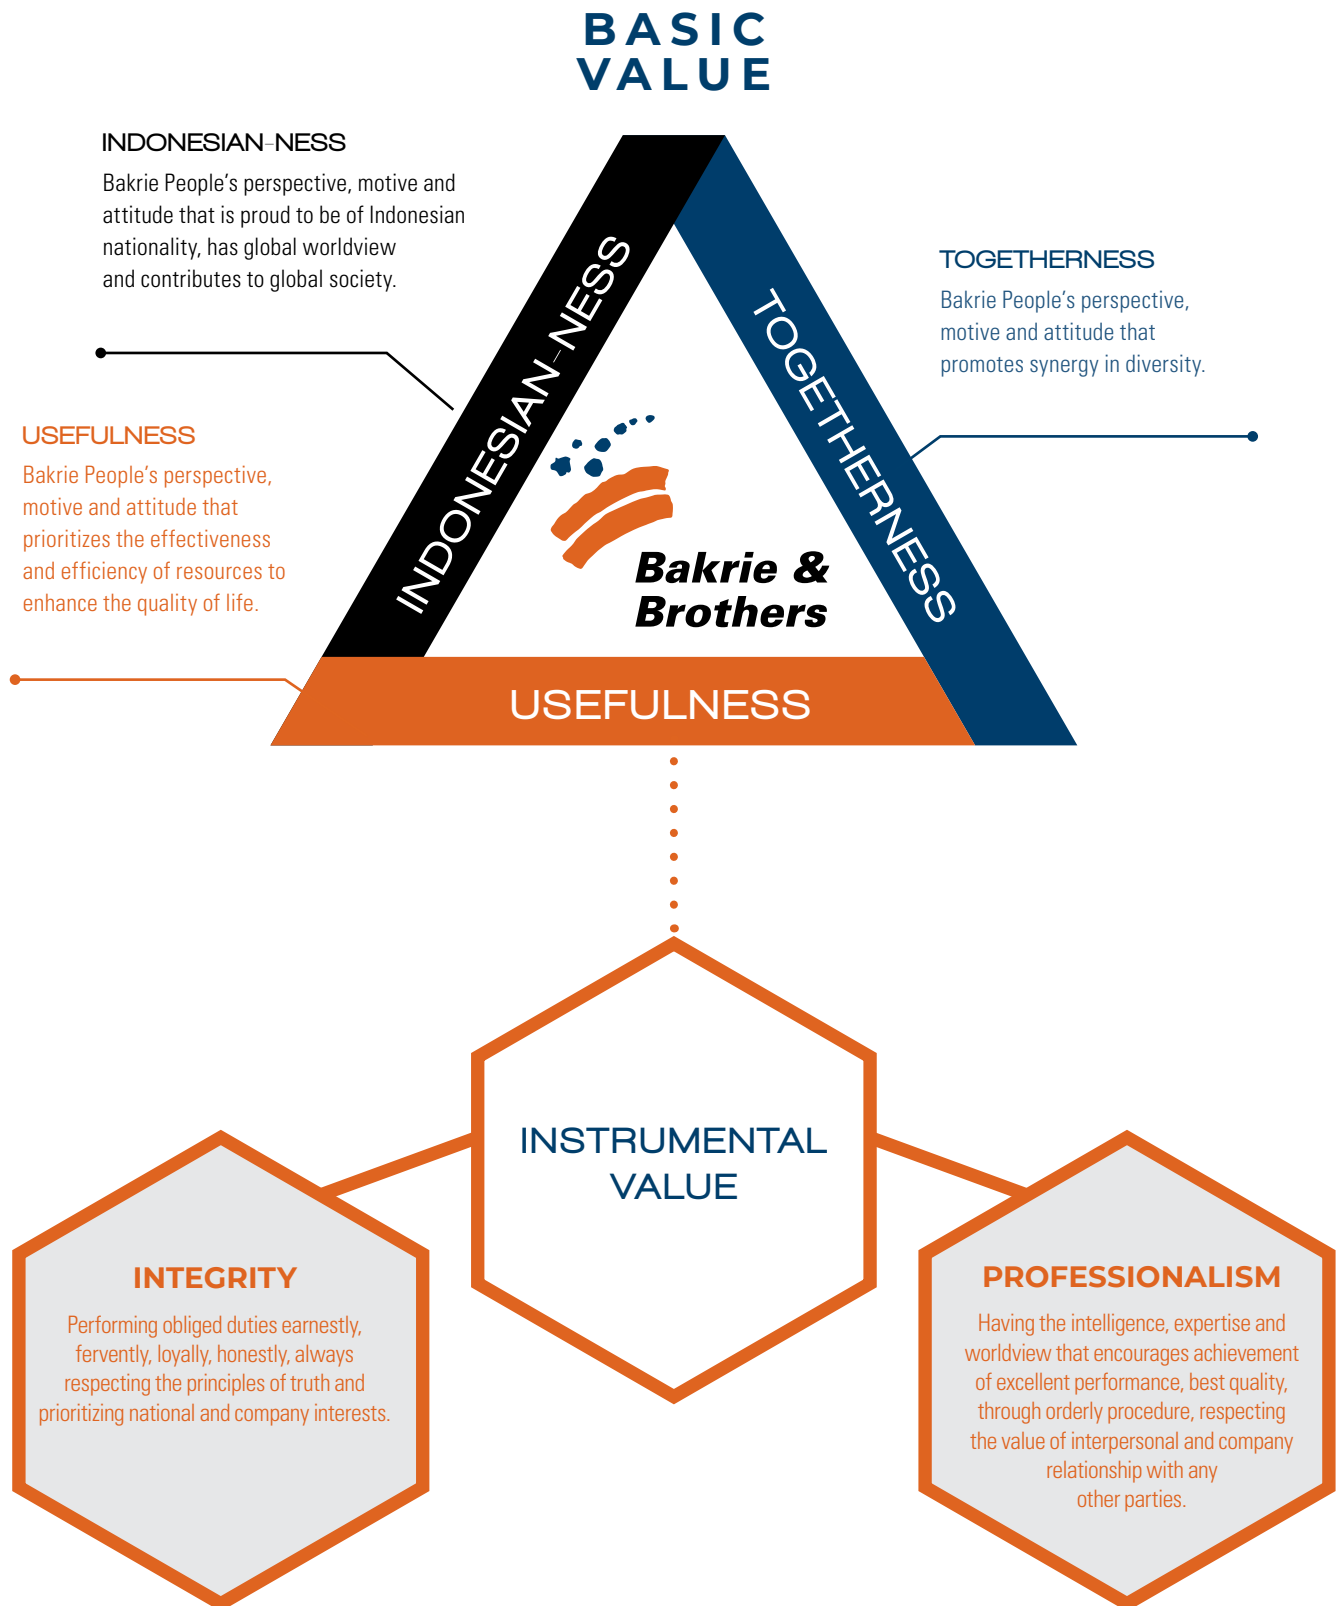 BASIC
VALUE
INDONESIAN-NESS
Bakrie People's perspective, motive and
attitude that is proud to be of Indonesian
nationality, has global worldview
and contributes to global society.
TOGETHERNESS
Bakrie People's perspective,
motive and attitude that
promotes synergy in diversity.
USEFULNESS
Bakrie People's perspective,
motive and attitude that
prioritizes the effectiveness
and efficiency of resources to
enhance the quality of life.
INDONESIAN-NESS
TOGETHERNESS
Bakrie &
Brothers
USEFULNESS
INSTRUMENTAL
VALUE
INTEGRITY
Performing obliged duties earnestly,
fervently, loyally, honestly, always
respecting the principles of truth and
prioritizing national and company interests.
PROFESSIONALISM
Having the intelligence, expertise and
worldview that encourages achievement
of excellent performance, best quality,
through orderly procedure, respecting
the value of interpersonal and company
relationship with any
other parties.